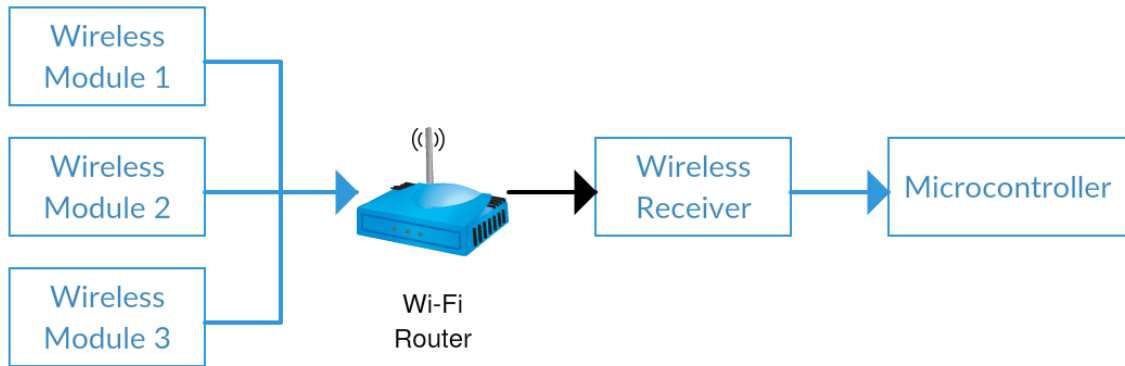 Wireless
Module 1
Wireless
Module 2
Wireless
Module 3
Wi-Fi
Router
Wireless
Receiver
Microcontroller